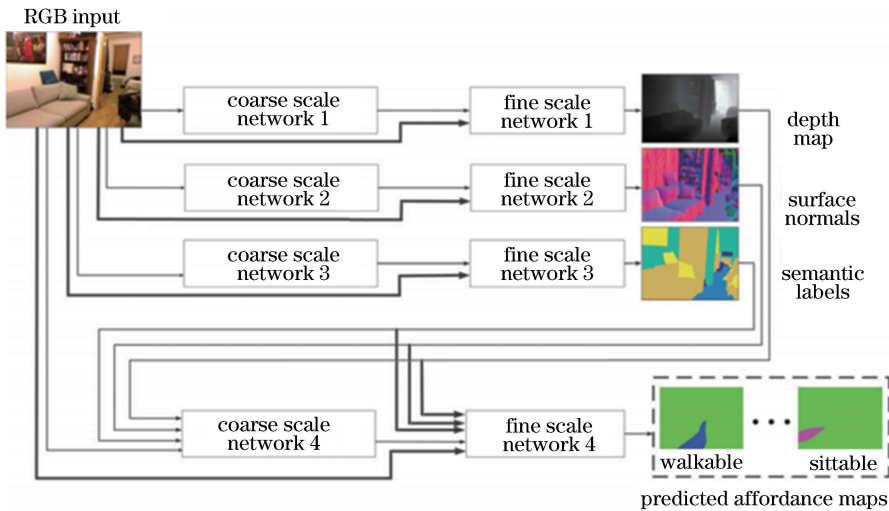 RGB input
coarse scale
network 1
fine scale
network 1
depth
map
coarse scale
network 2
fine scale
network 2
surface
normals
coarse scale
network 3
fine scale
network 3
semantic
labels
coarse scale
network 4
fine scale
network 4
walkable
sittable
predicted affordance maps